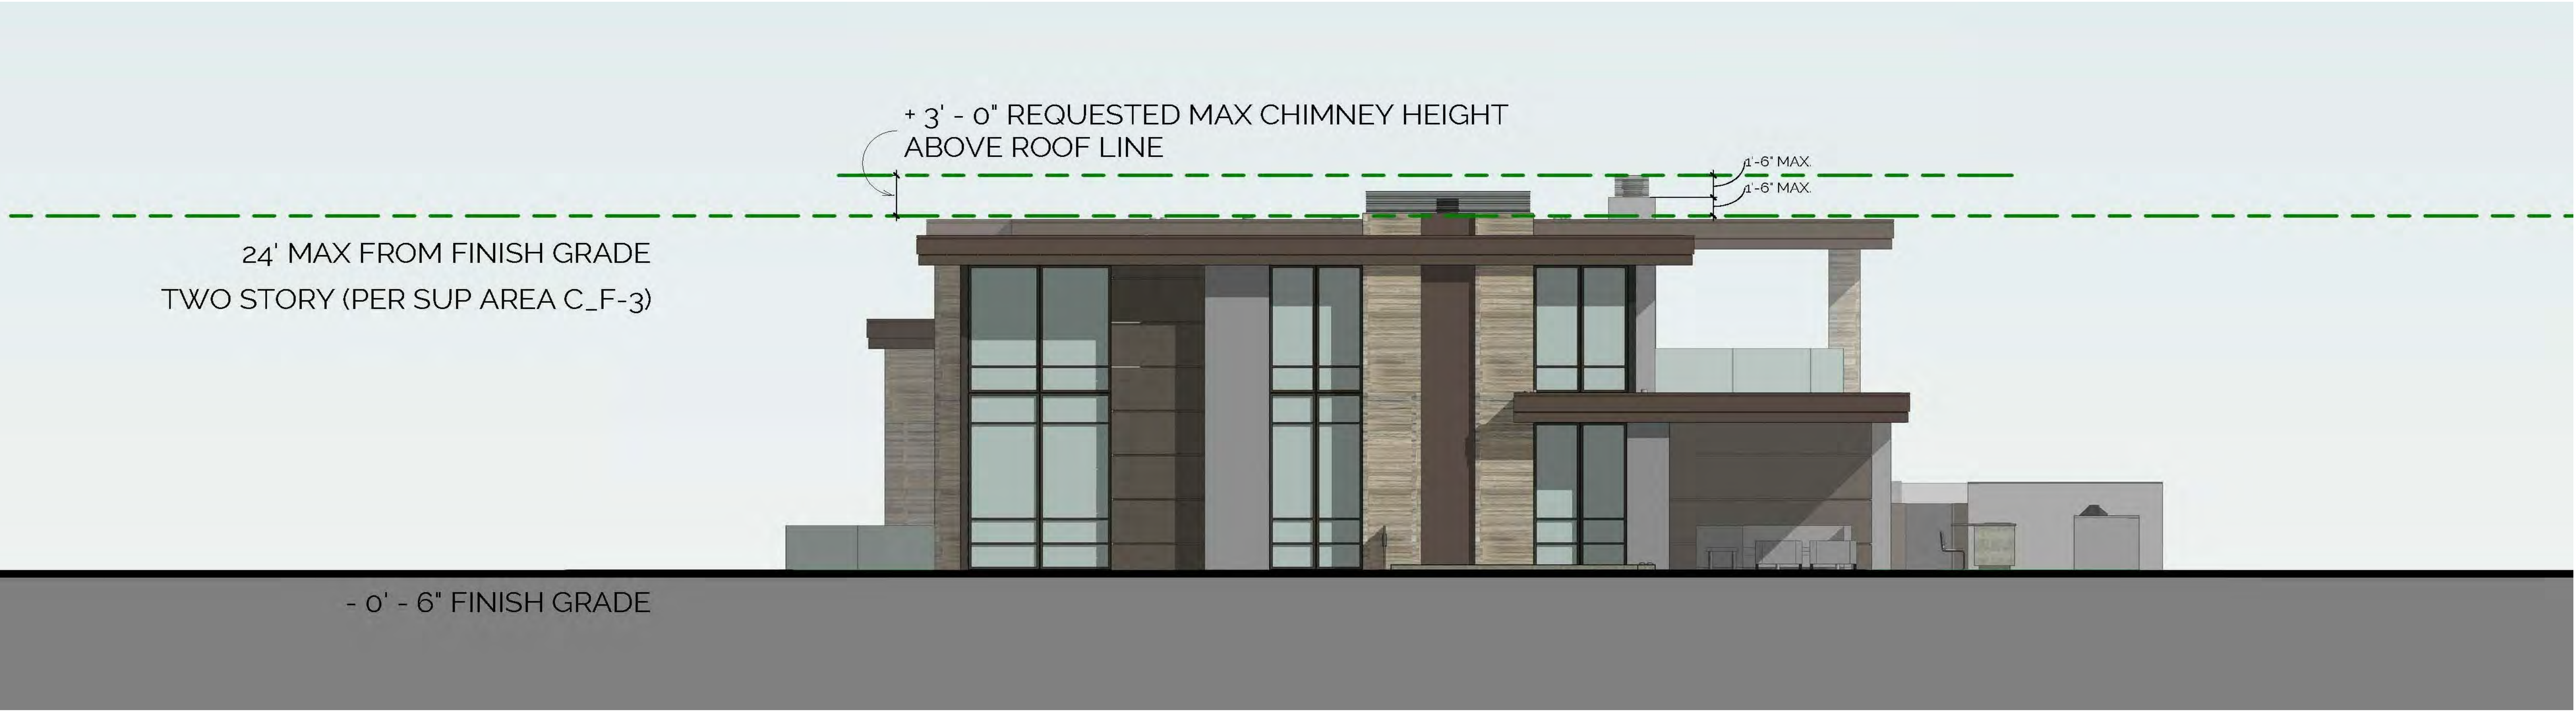 + 3' - 0" REQUESTED MAX CHIMNEY HEIGHT
ABOVE ROOF LINE
1'-6" MAX.
1'-6" MAX.
24' MAX FROM FINISH GRADE
TWO STORY (PER SUP AREA C_F-3)
- 0' - 6" FINISH GRADE